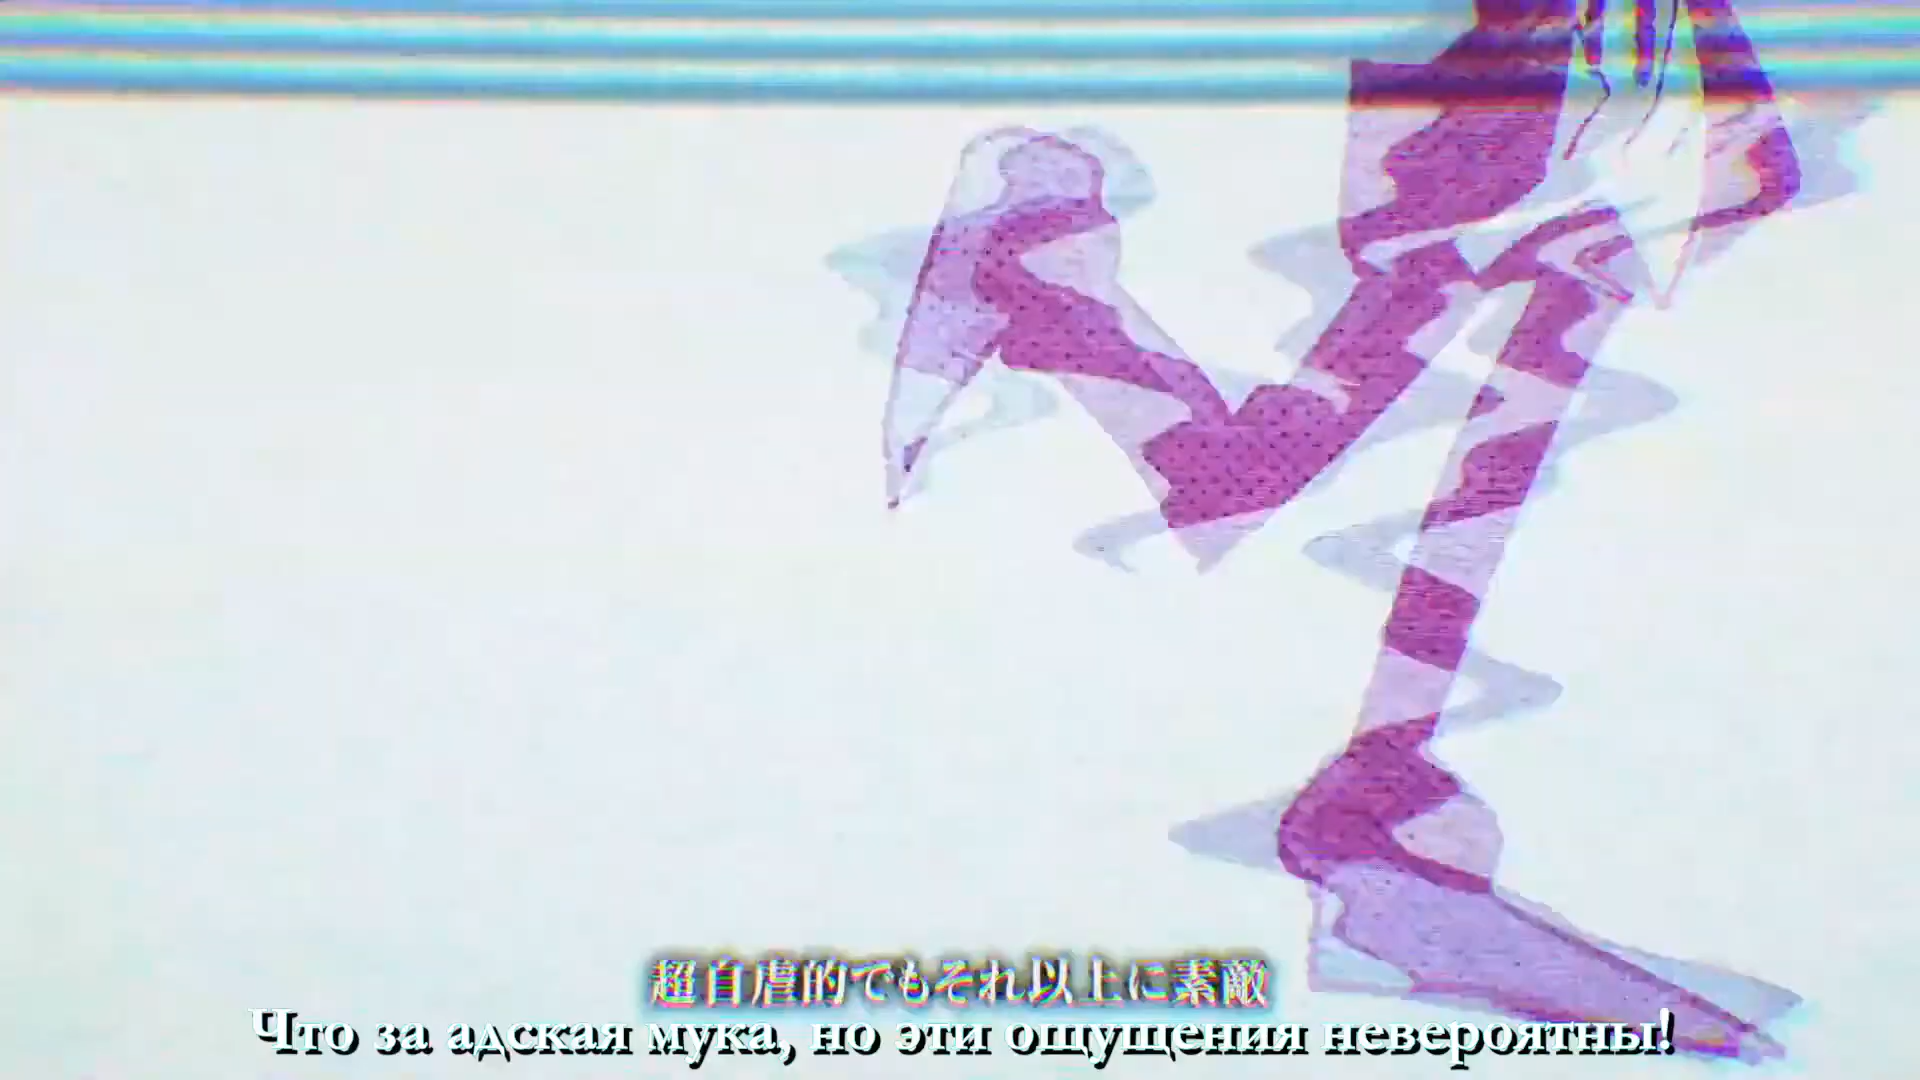 超自虐的でもそれ以上に素敵
Что за адская мука, но эти ощущения невероятны!